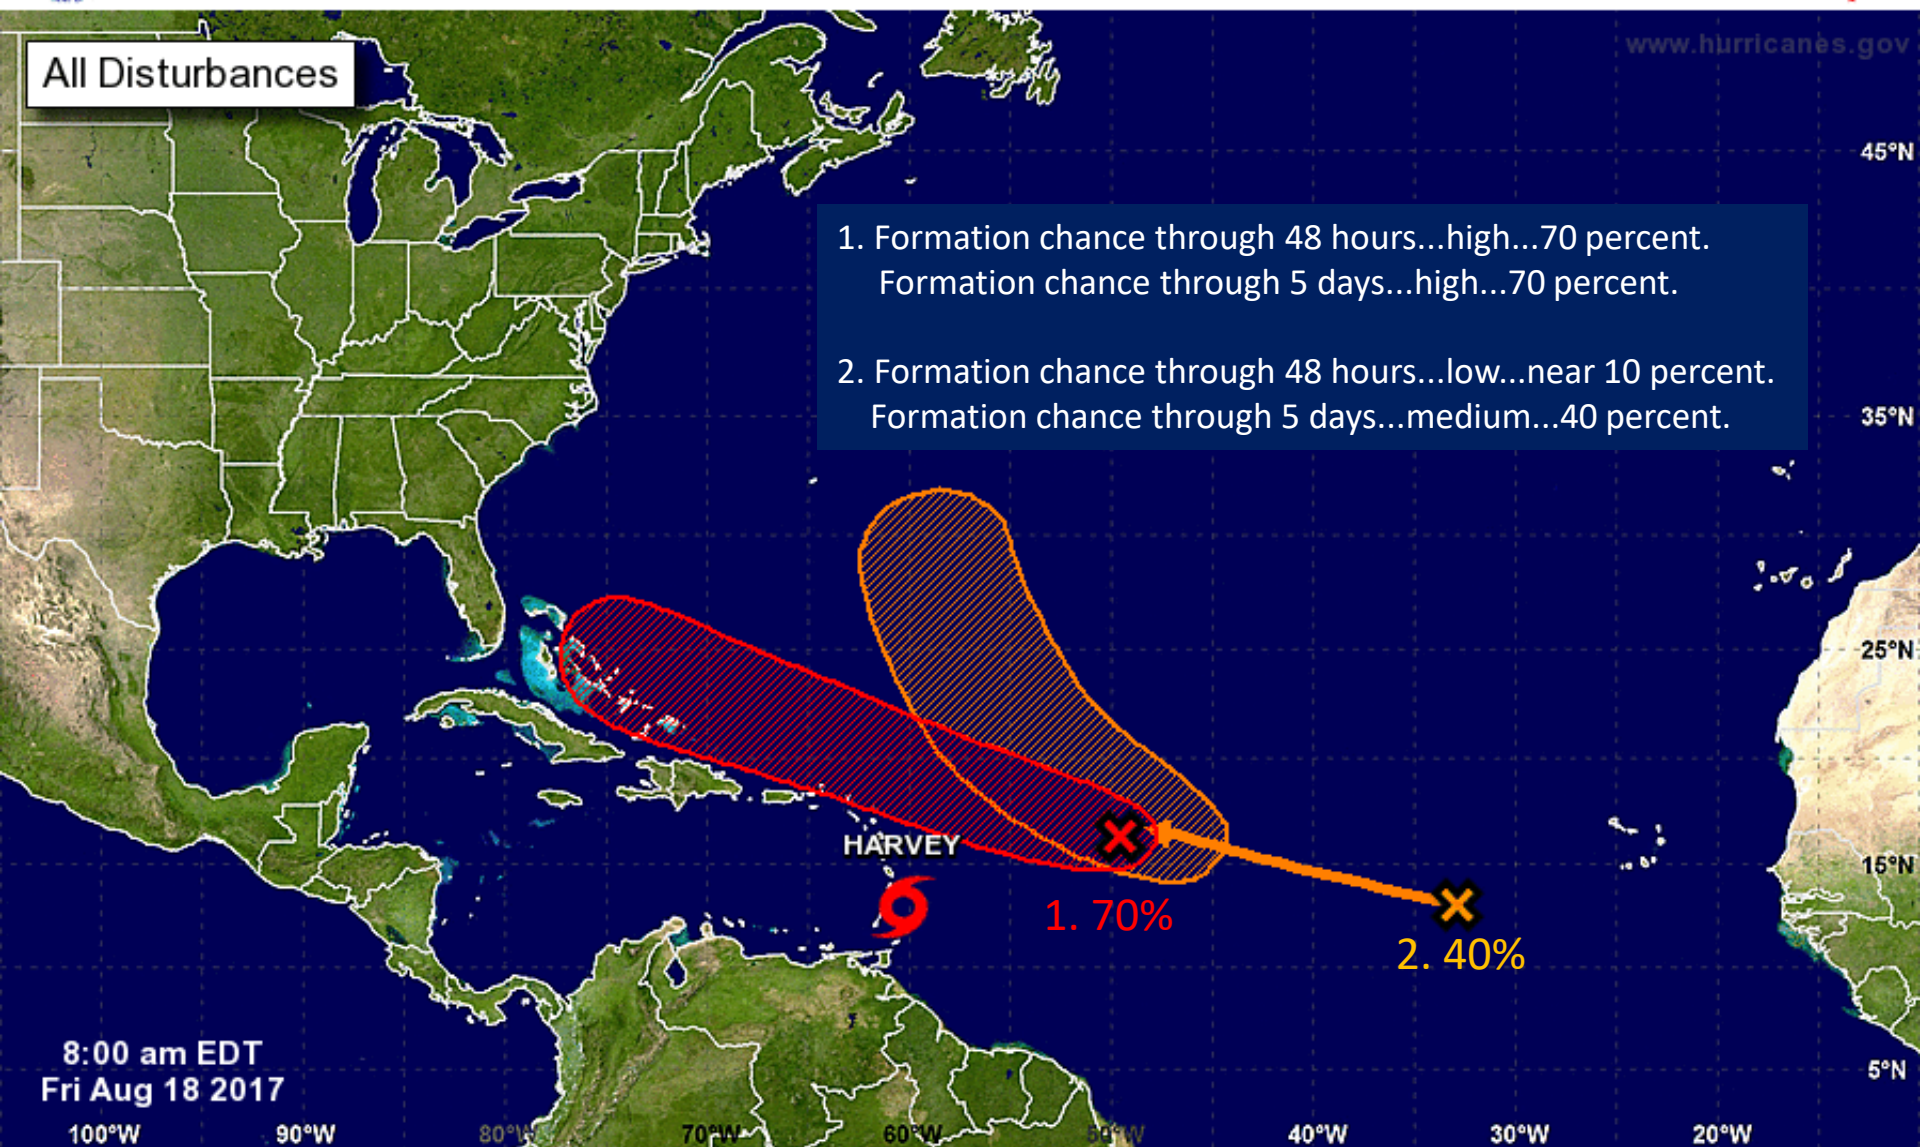 All Disturbances
www.hurricanes.gov
45°N
1. Formation chance through 48 hours...high...70 percent.
Formation chance through 5 days...high...70 percent.
2. Formation chance through 48 hours...low...near 10 percent.
Formation chance through 5 days...medium...40 percent.
35°N
25°N
HARVEY
15°N
1. 70%
2. 40%
8:00 am EDT
Fri Aug 18 2017
5°N
100°W 90°W 80°W 70°W 60°W 50°W 40°W 30°W 20°W